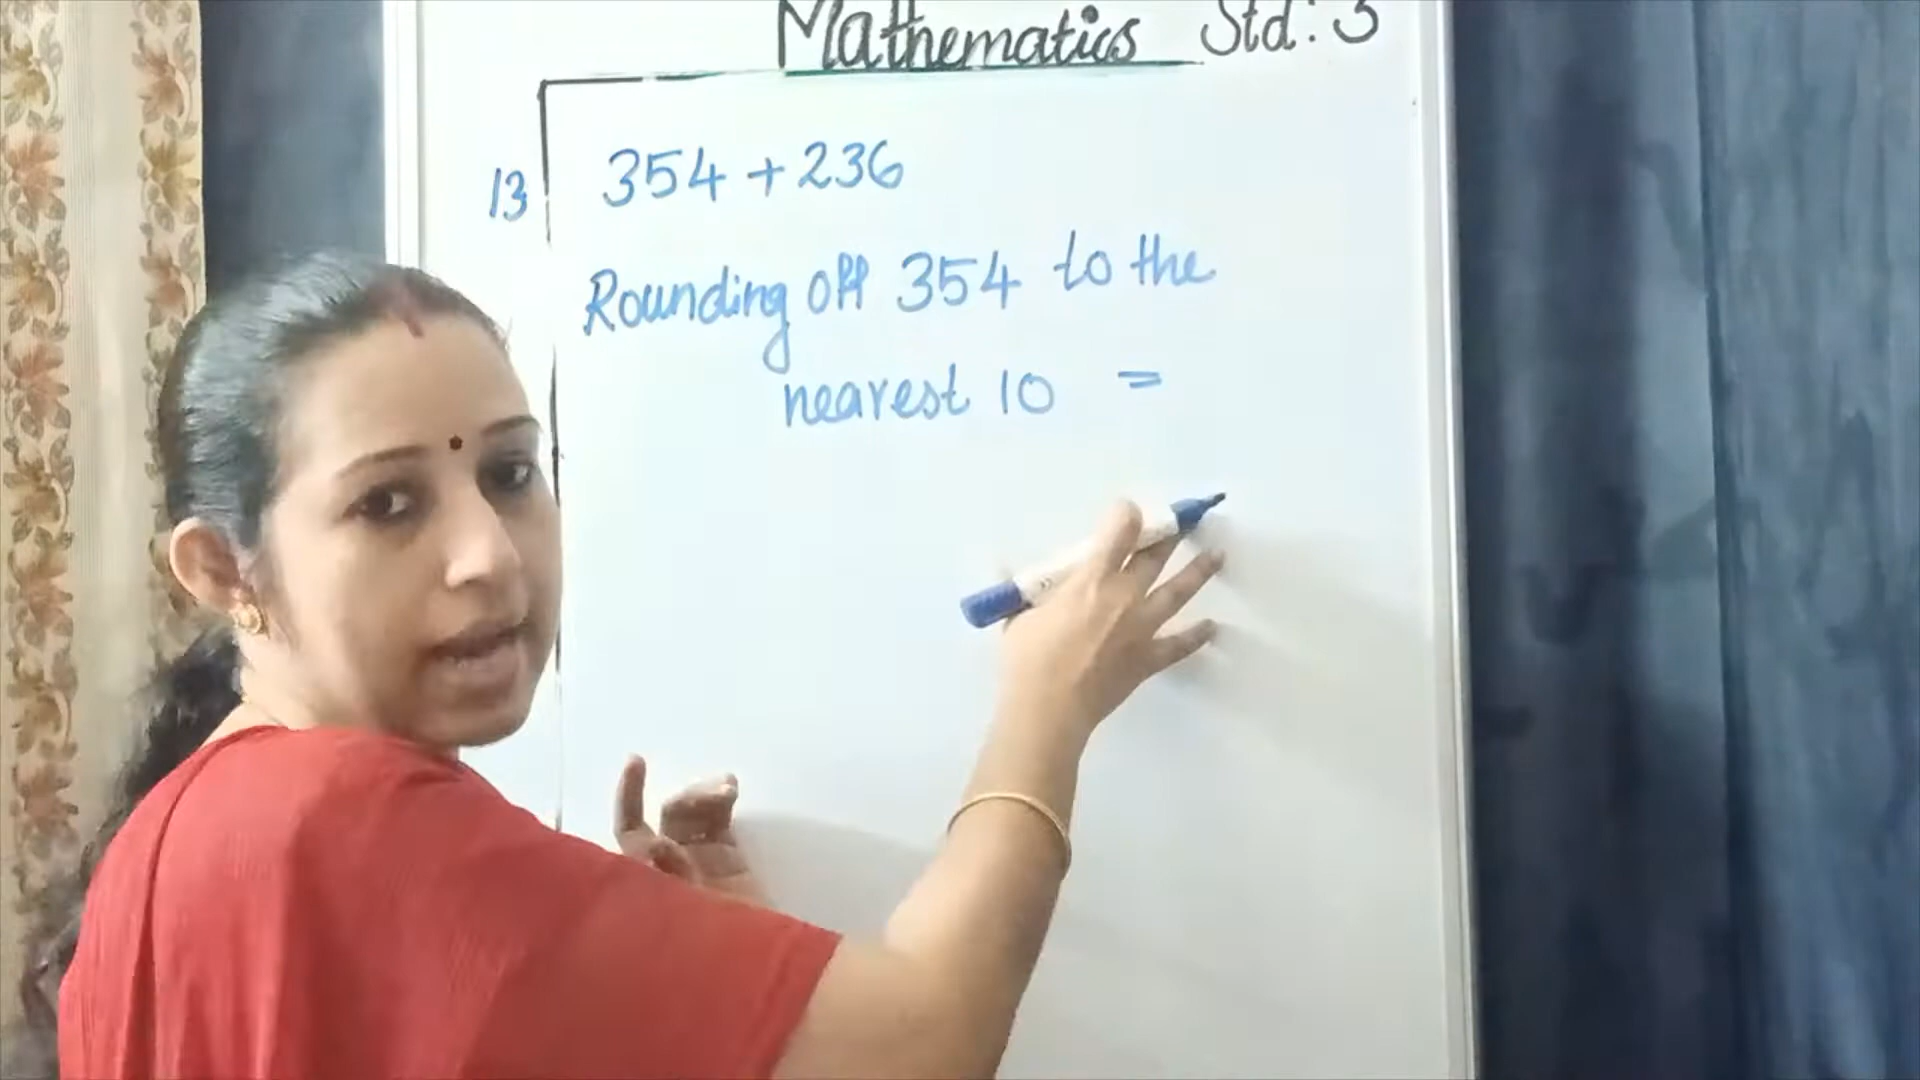 Mathematics Std: 3
13 354 + 236
Rounding off 354 to the
nearest 10 =